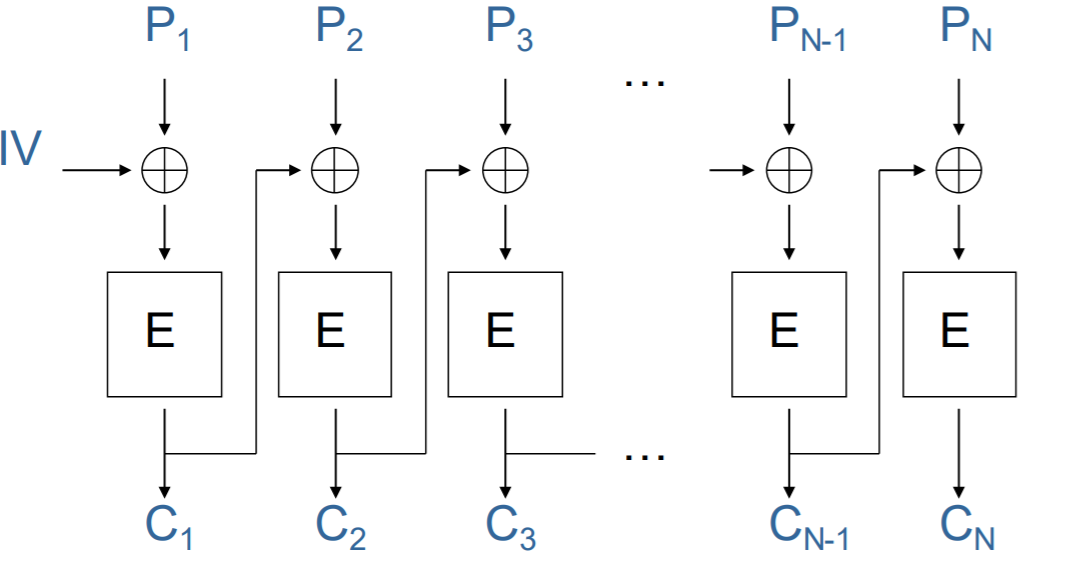 P1 P2 P3 ... PN-1 PN
IV
E E E E E
...
C1 C2 C3 CN-1 CN